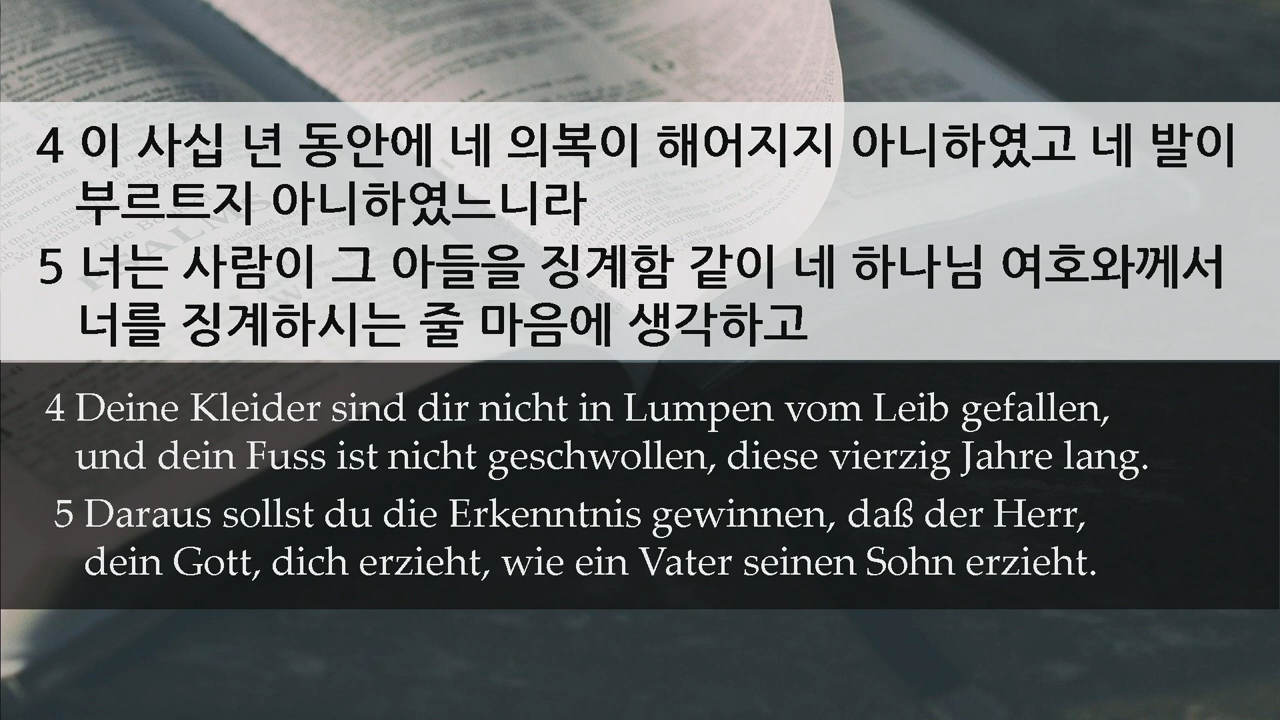 4 이 사십 년 동안에 네 의복이 해어지지 아니하였고 네 발이
부르트지 아니하였느니라
5 너는 사람이 그 아들을 징계함 같이 네 하나님 여호와께서
너를 징계하시는 줄 마음에 생각하고
4 Deine Kleider sind dir nicht in Lumpen vom Leib gefallen,
und dein Fuss ist nicht geschwollen, diese vierzig Jahre lang.
5 Daraus sollst du die Erkenntnis gewinnen, daß der Herr,
dein Gott, dich erzieht, wie ein Vater seinen Sohn erzieht.